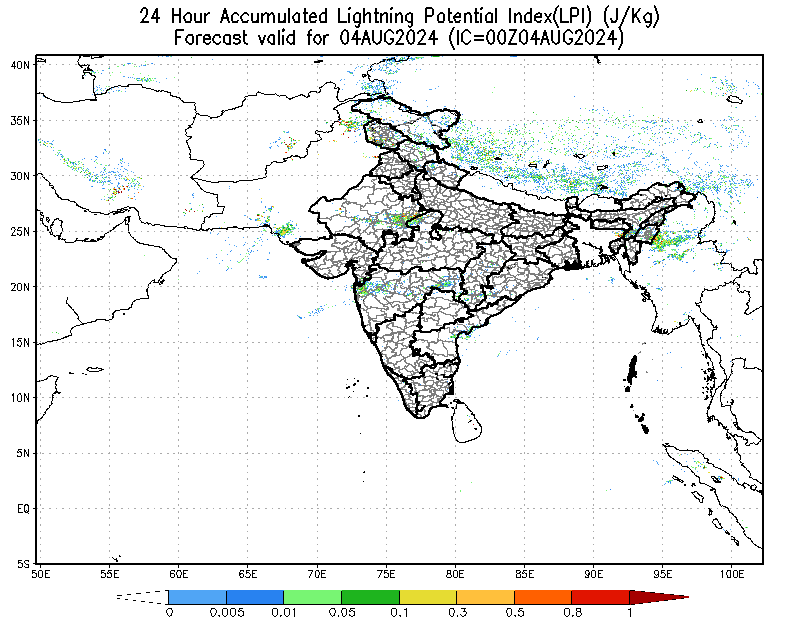 24 Hour Accumulated Lightning Potential Index(LPI) (J/Kg)
Forecast valid for 04AUG2024 (IC=00Z04AUG2024)
40N
35N
30N
25N
20N
15N
10N
5N
EQ
5S
50E 55E 60E 65E 70E 75E 80E 85E 90E 95E 100E
0 0.005 0.01 0.05 0.1 0.3 0.5 0.8 1